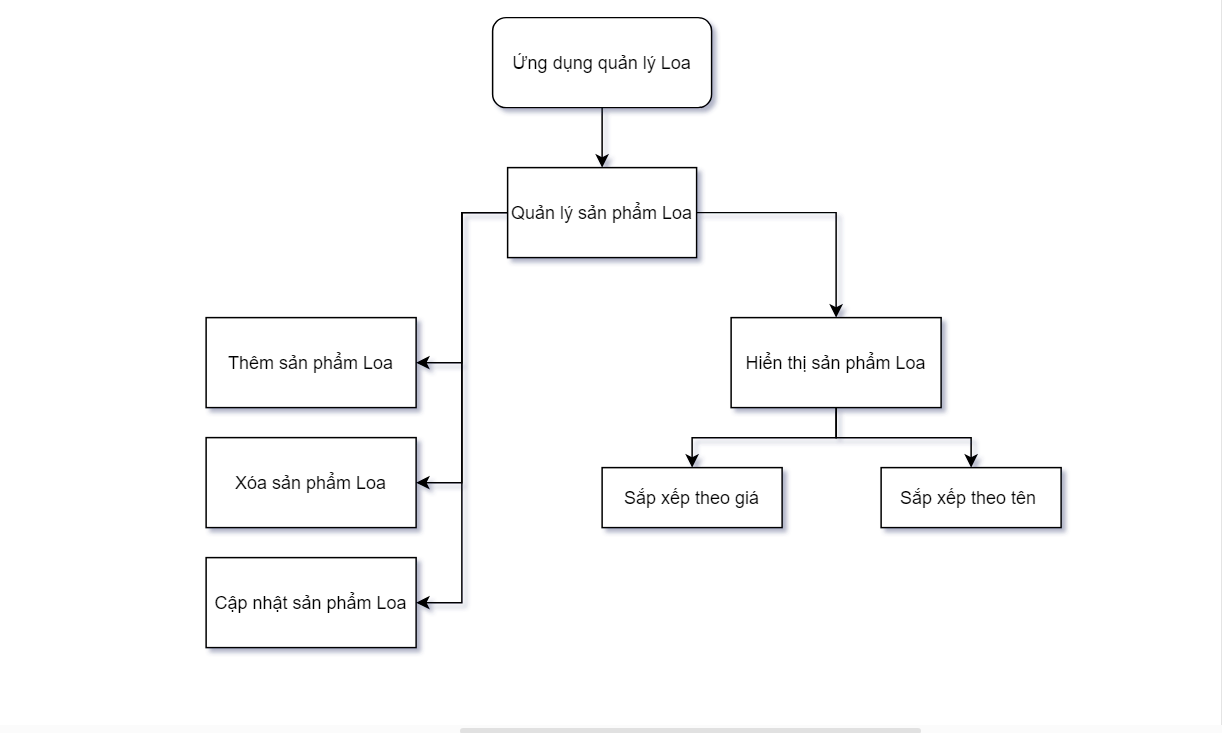 Ứng dụng quản lý Loa
Quản lý sản phẩm Loa
Thêm sản phẩm Loa
Hiển thị sản phẩm Loa
Xóa sản phẩm Loa
Sắp xếp theo giá
Sắp xếp theo tên
Cập nhật sản phẩm Loa